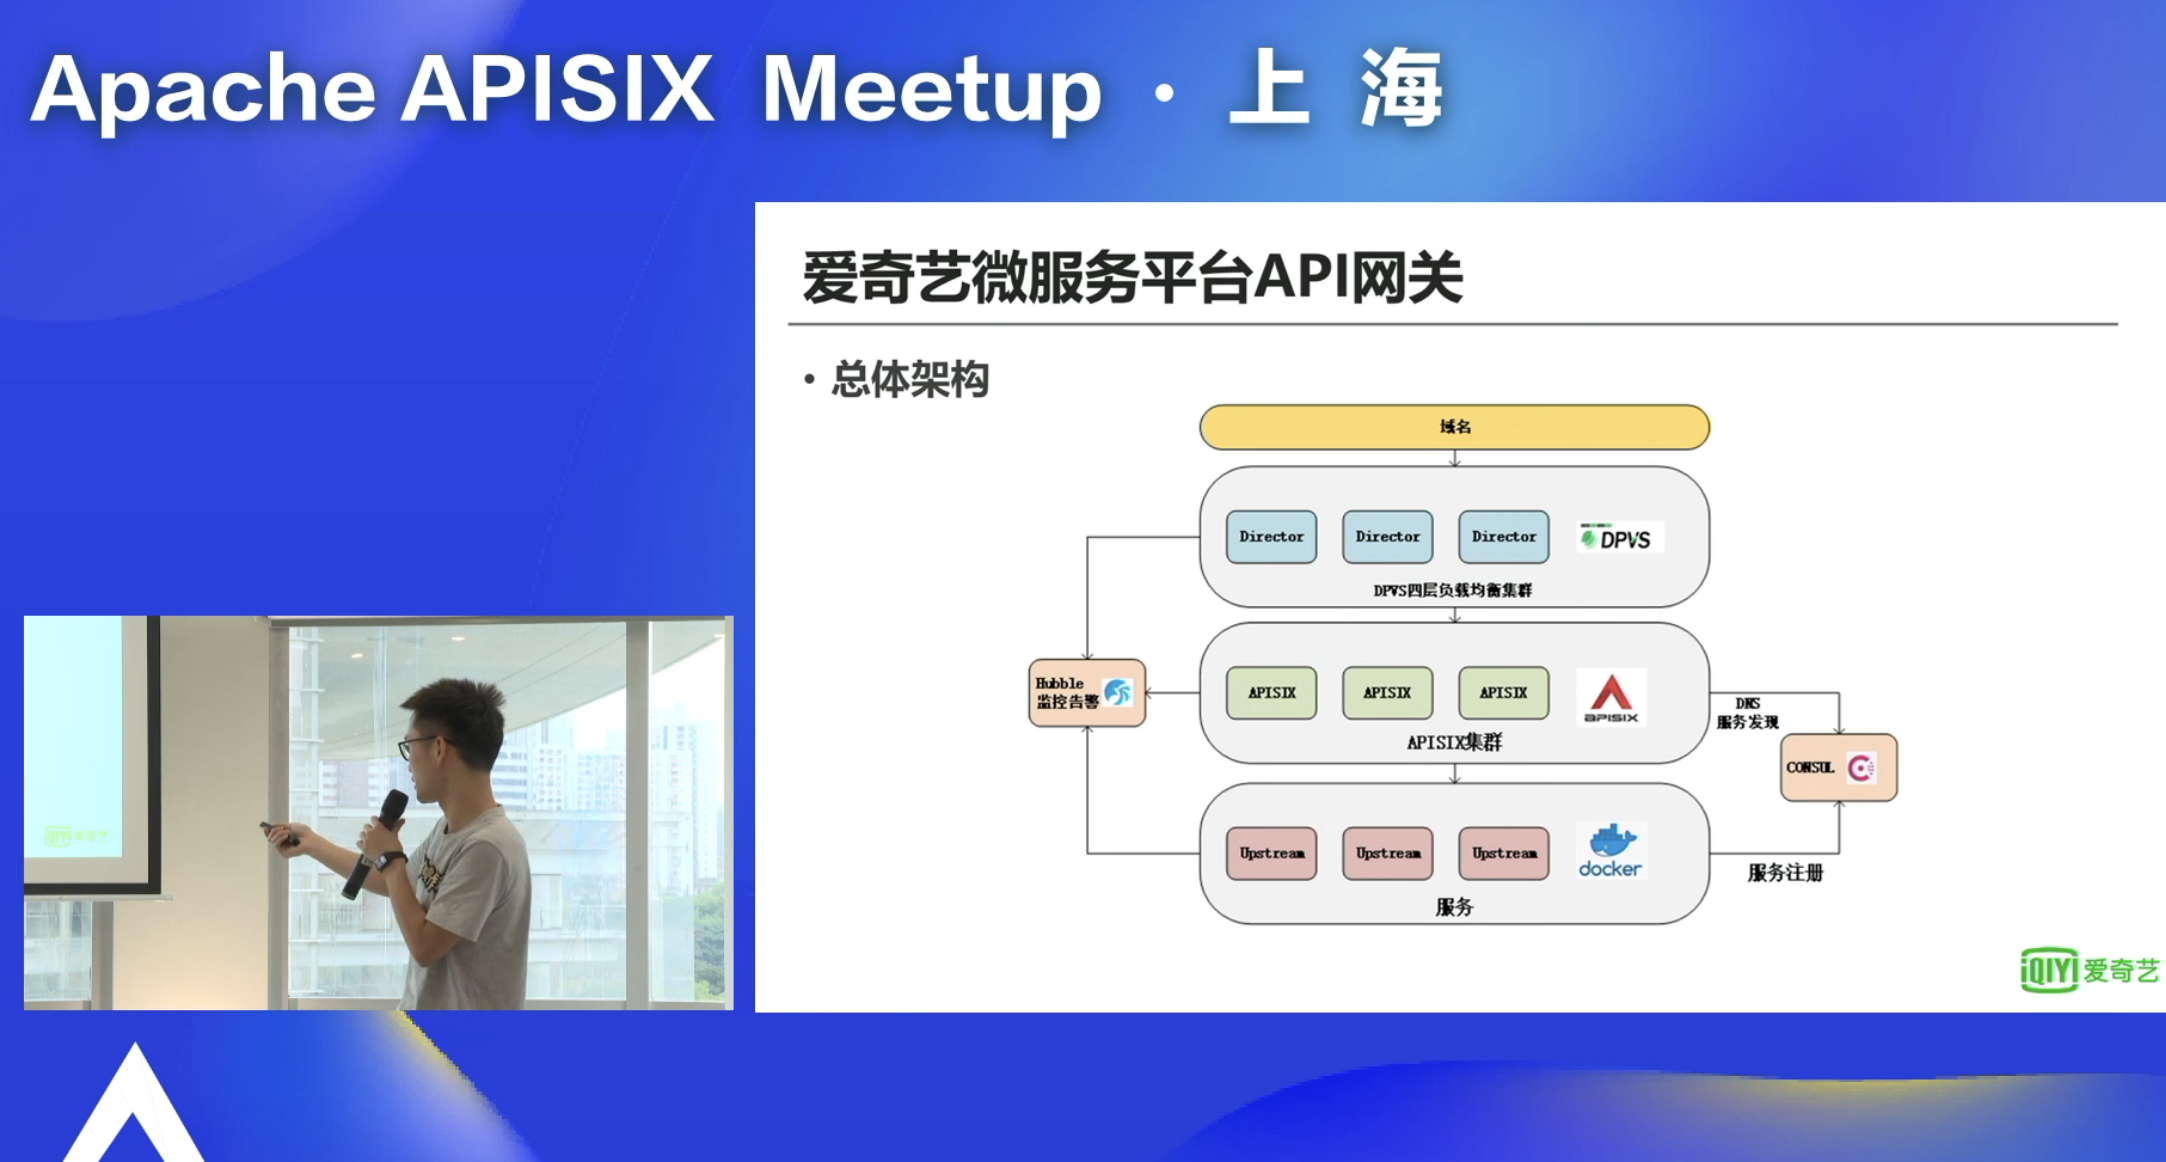 Apache APISIX Meetup · 上 海
爱奇艺微服务平台API网关
• 总体架构
域名
Director Director Director DPVS
DPVS四层负载均衡集群
Hubble
监控告警
APISIX APISIX APISIX APISIX
APISIX集群
DNS
服务发现
CONSUL
Upstream Upstream Upstream docker
服务
服务注册
iQIYI 爱奇艺
iQIYI 爱奇艺